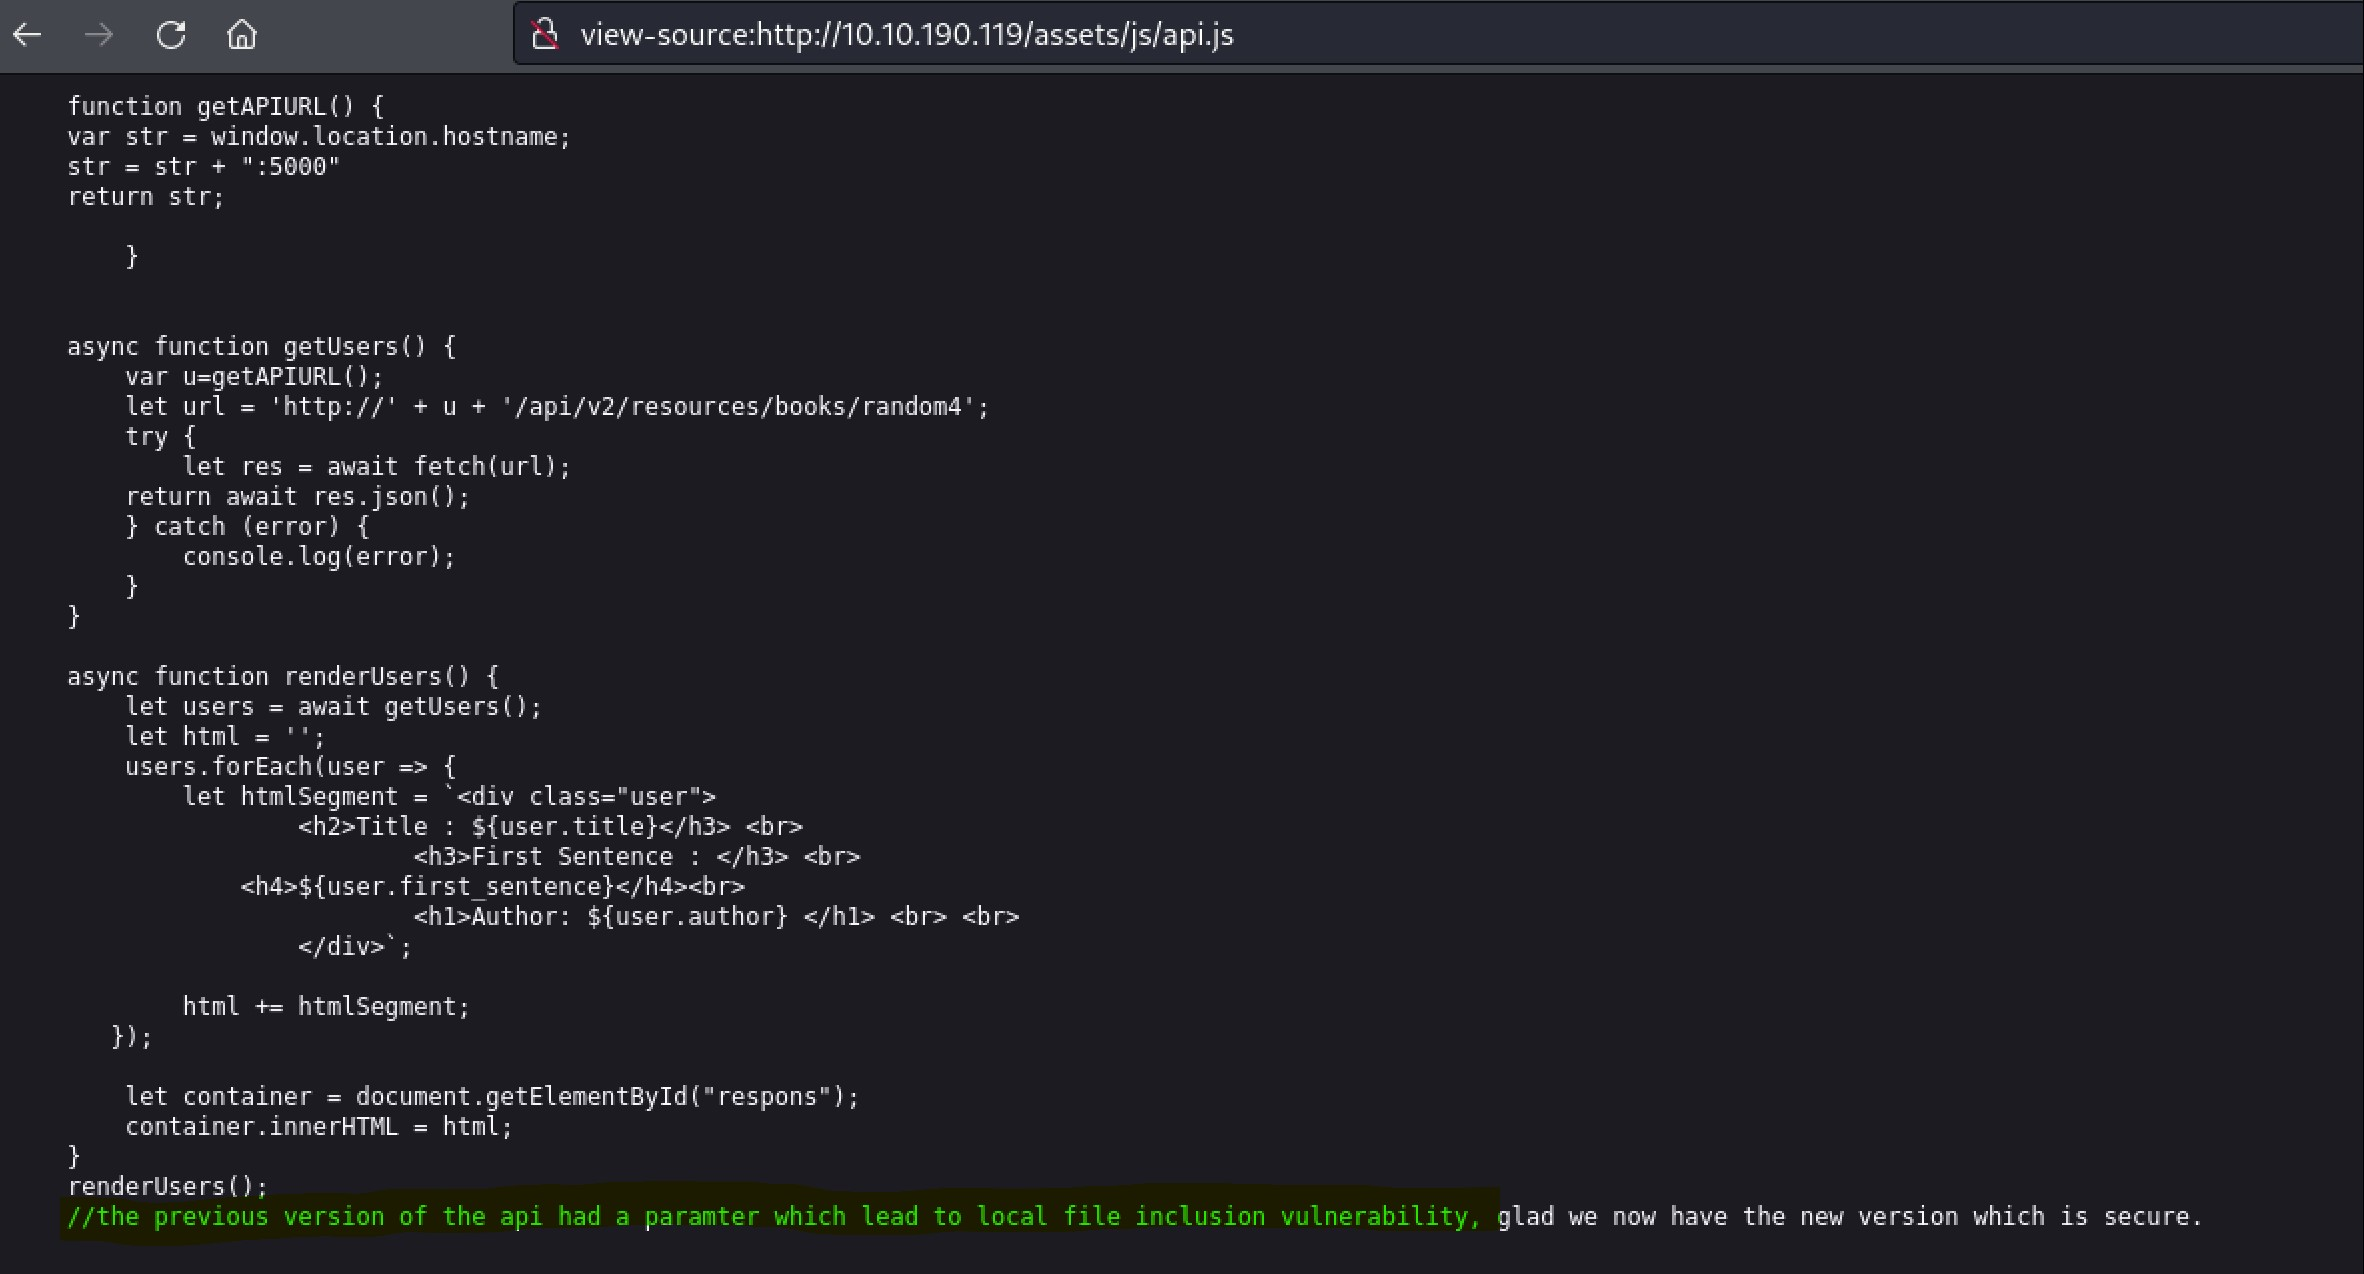 view-source:http://10.10.190.119/assets/js/api.js
function getAPIURL() {
var str = window.location.hostname;
str = str + ":5000"
return str;
}
async function getUsers() {
var u=getAPIURL();
let url = 'http://' + u + '/api/v2/resources/books/random4';
try {
let res = await fetch(url);
return await res.json();
} catch (error) {
console.log(error);
}
}
async function renderUsers() {
let users = await getUsers();
let html = '';
users.forEach(user => {
let htmlSegment = `<div class="user">
<h2>Title : ${user.title}</h3> <br>
<h3>First Sentence : </h3> <br>
<h4>${user.first_sentence}</h4><br>
<h1>Author: ${user.author} </h1> <br> <br>
</div>`;
html += htmlSegment;
});
let container = document.getElementById("respons");
container.innerHTML = html;
}
renderUsers();
//the previous version of the api had a paramter which lead to local file inclusion vulnerability, glad we now have the new version which is secure.